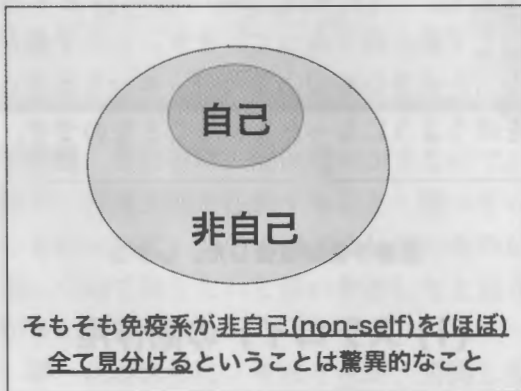 自己
非自己
そもそも免疫系が非自己(non-self)を(ほぼ)
全て見分けるということは驚異的なこと